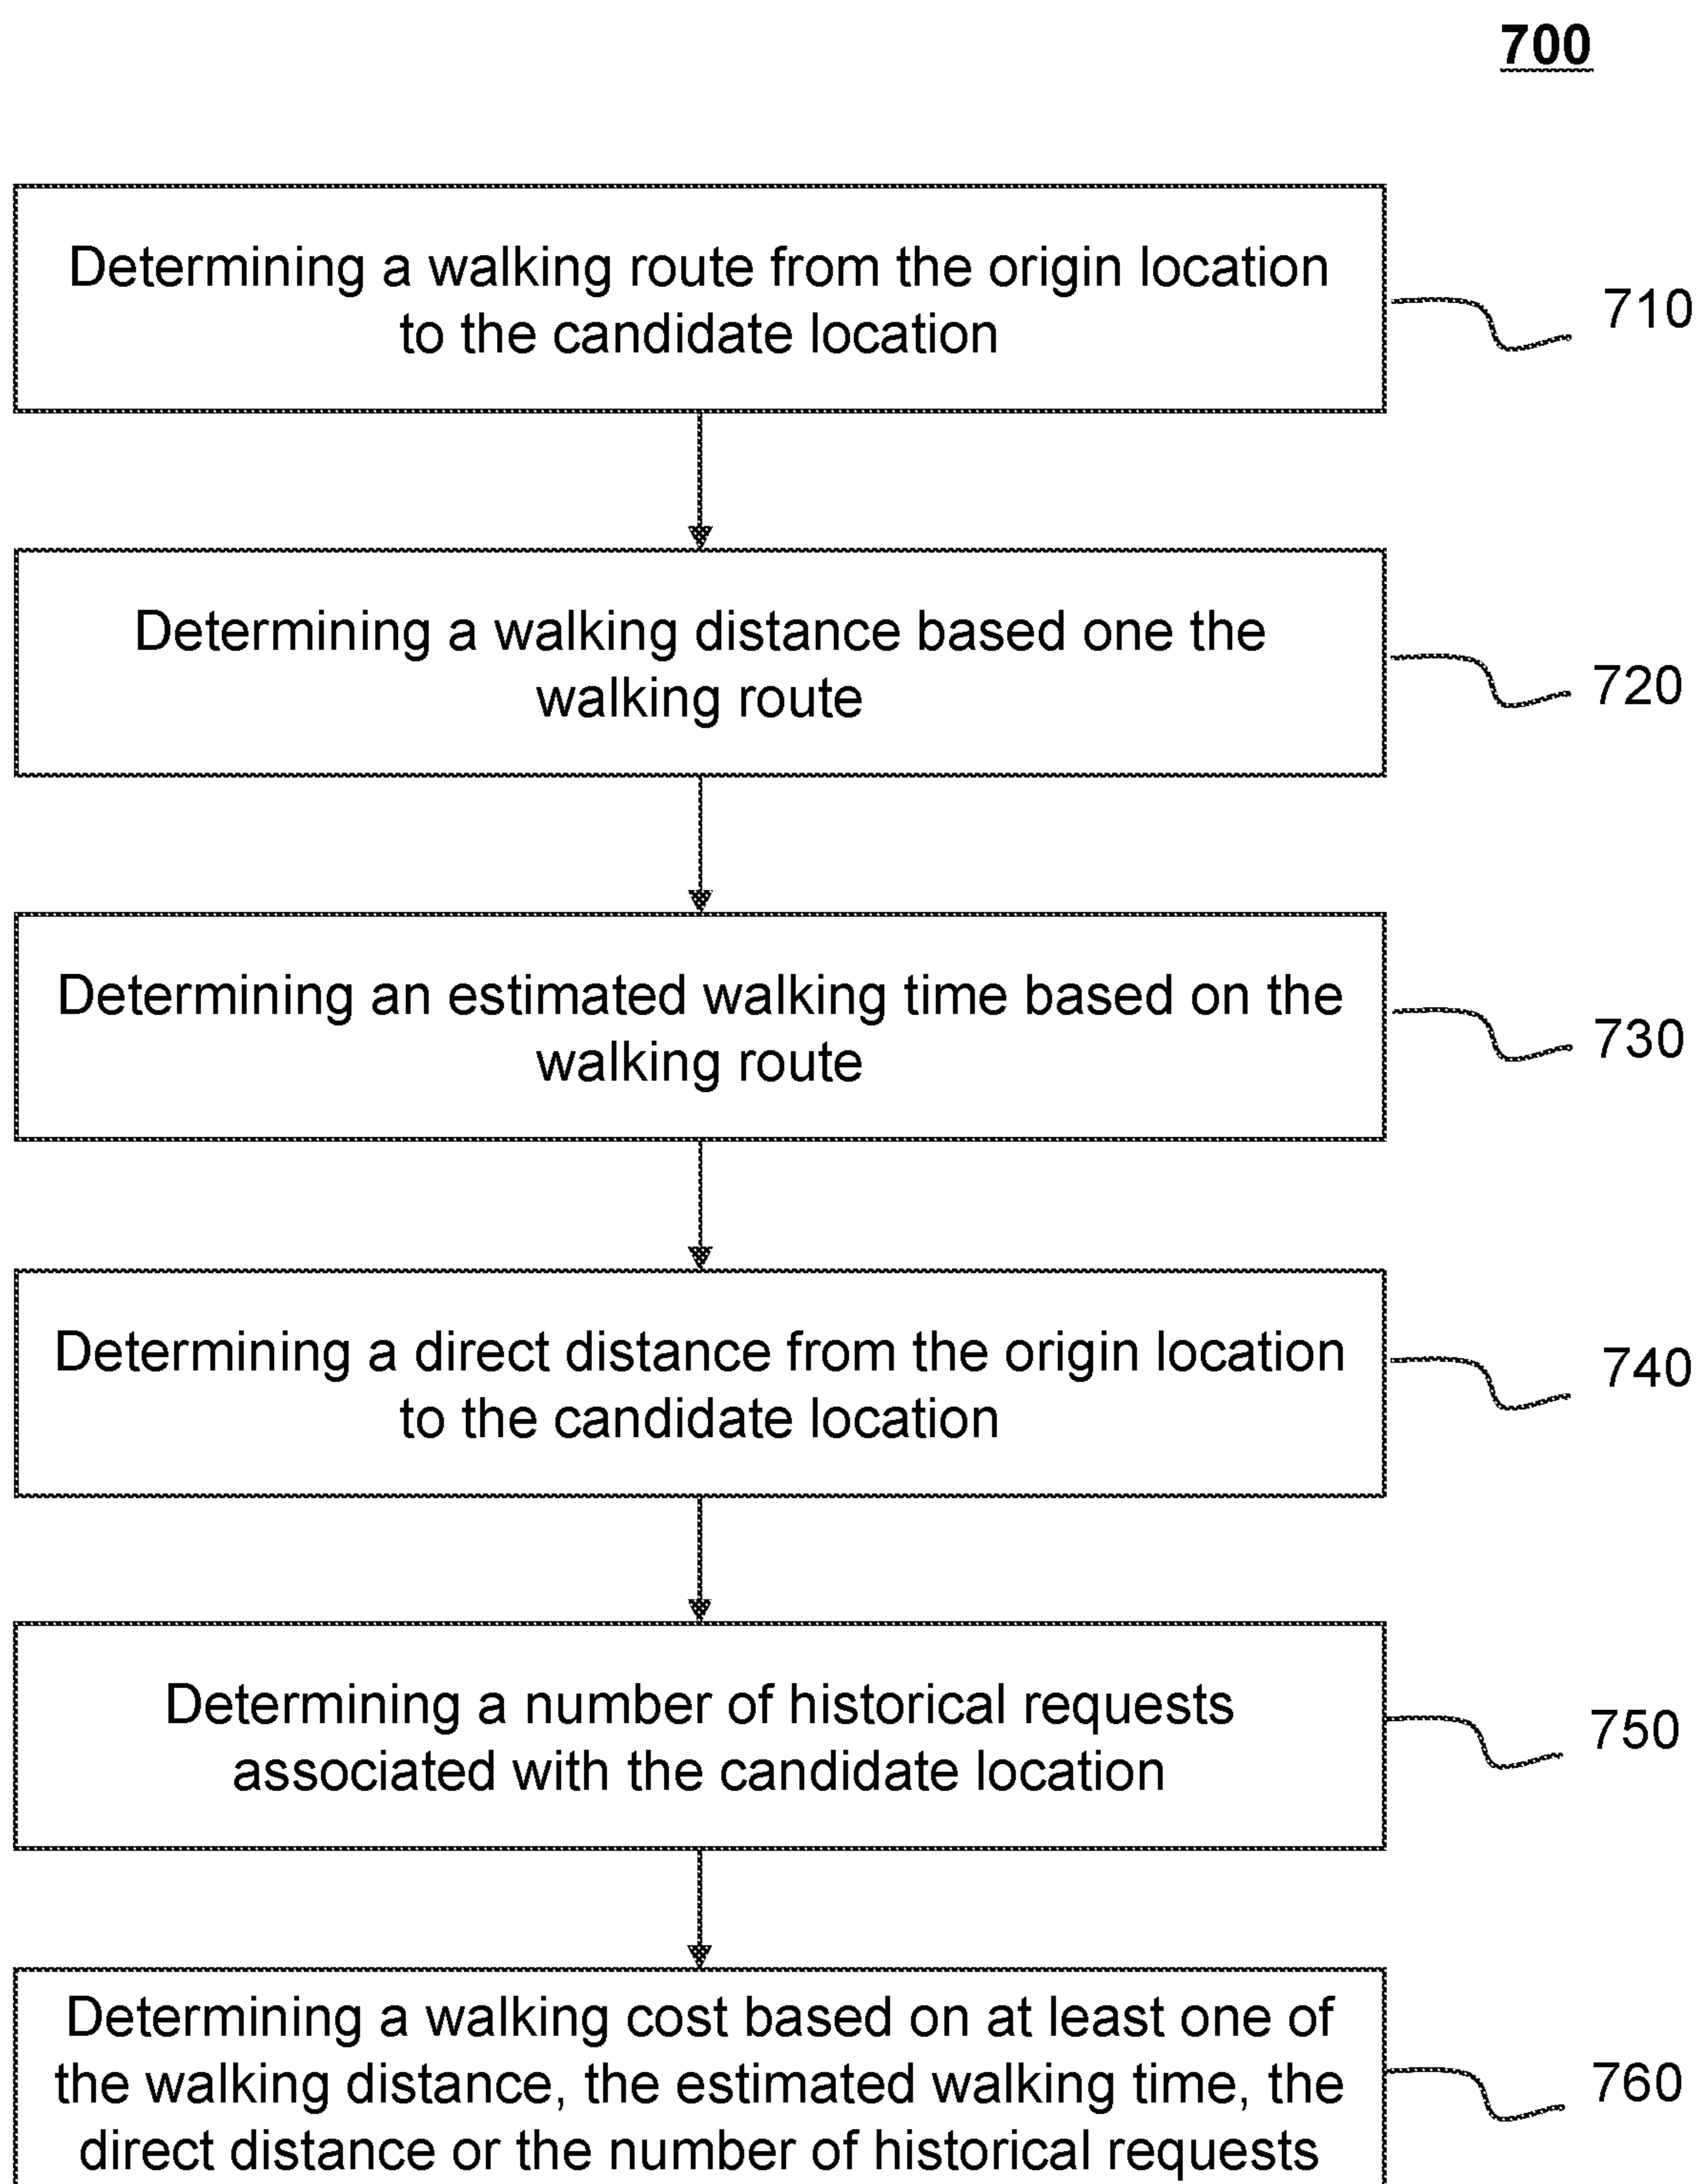 700
Determining a walking route from the origin location
to the candidate location
710
Determining a walking distance based one the
walking route
720
Determining an estimated walking time based on the
walking route
730
Determining a direct distance from the origin location
to the candidate location
740
Determining a number of historical requests
associated with the candidate location
750
Determining a walking cost based on at least one of
the walking distance, the estimated walking time, the
direct distance or the number of historical requests
760